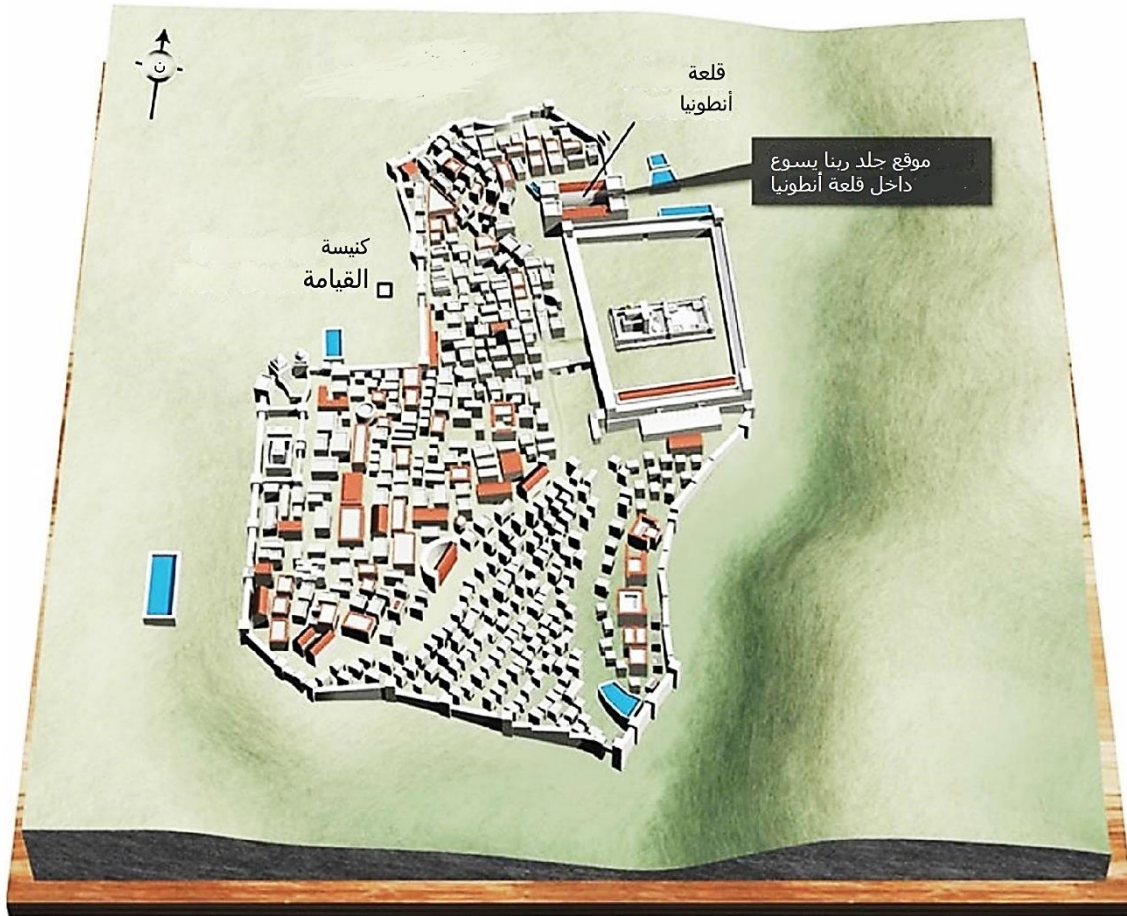 ن
قلعة
أنطونيا
موقع جلد ربنا يسوع
داخل قلعة أنطونيا
كنيسة
القيامة